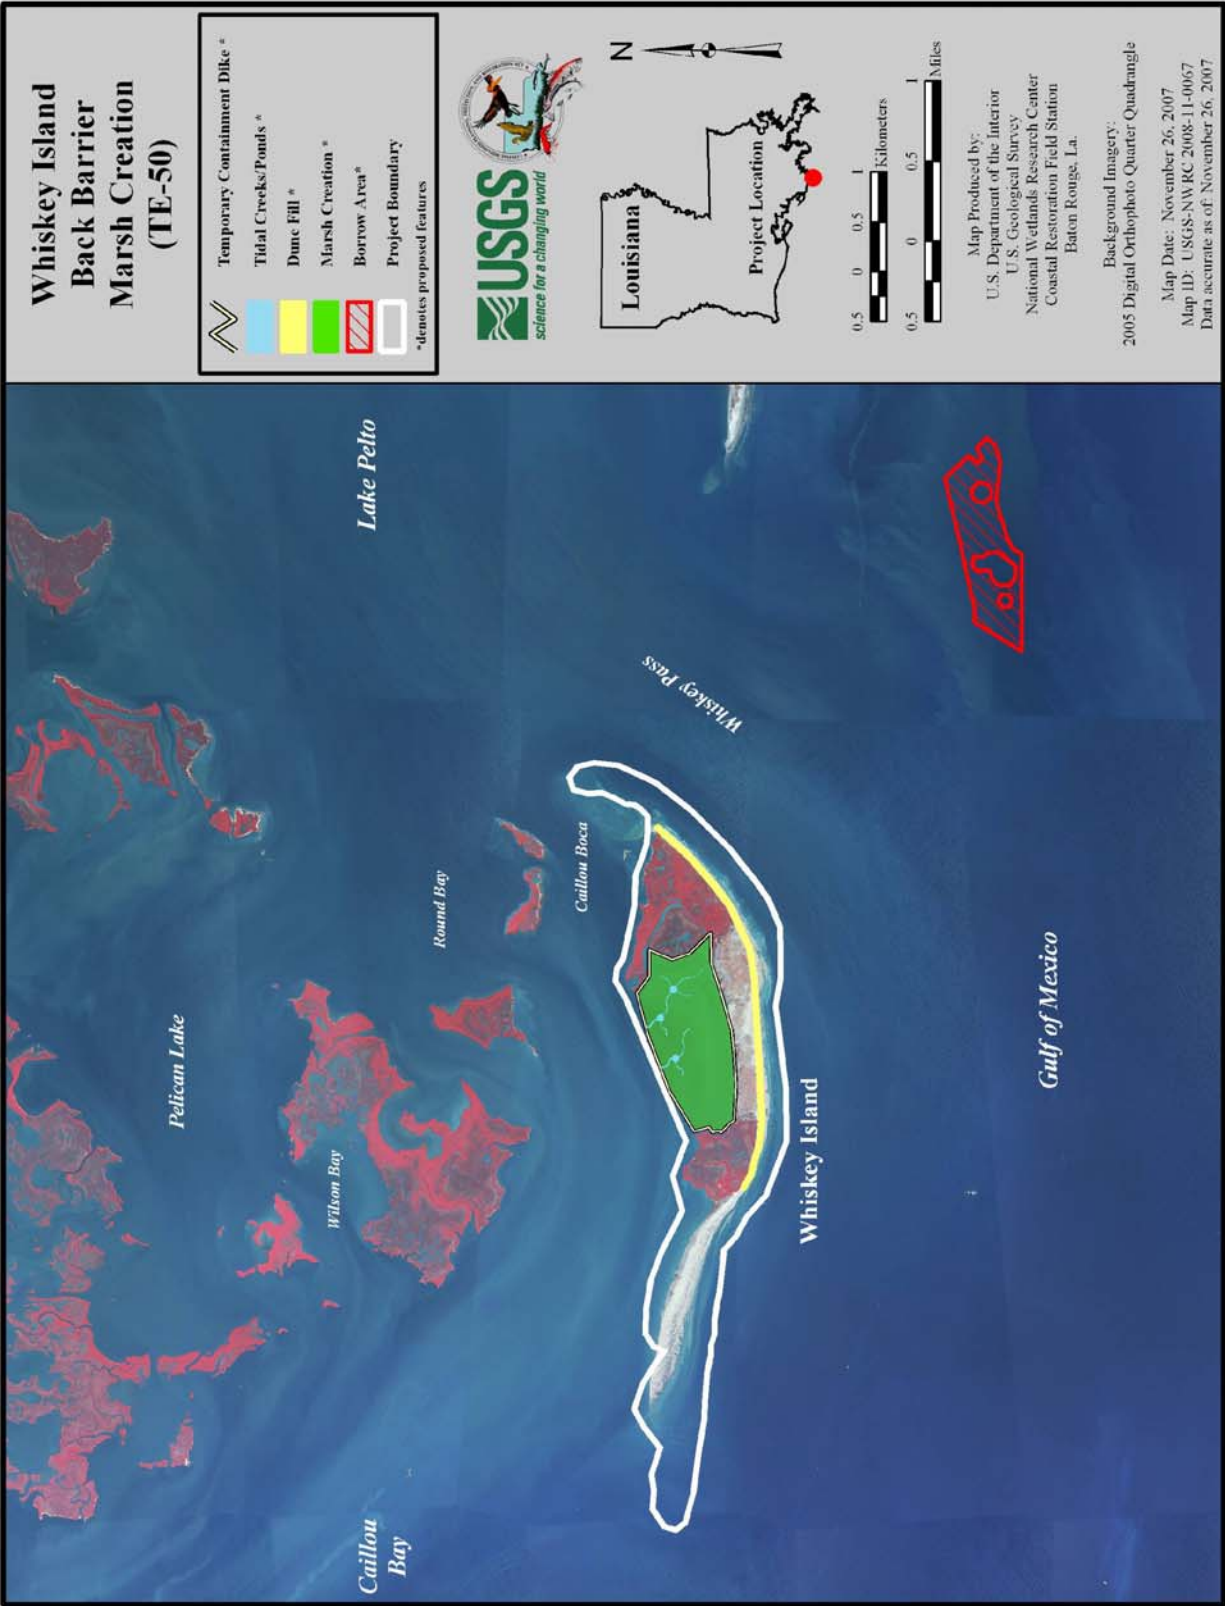 Whiskey Island
Back Barrier
Marsh Creation
(TE-50)
Temporary Containment Dike *
Tidal Creeks/Ponds *
Dune Fill *
Marsh Creation *
Borrow Area*
Project Boundary
*denotes proposed features
USGS
science for a changing world
N
Louisiana
Project Location
0.5 0 0.5 1
Kilometers
0.5 0 0.5 1
Miles
Map Produced by:
U.S. Department of the Interior
U.S. Geological Survey
National Wetlands Research Center
Coastal Restoration Field Station
Baton Rouge, La.
Background Imagery:
2005 Digital Orthophoto Quarter Quadrangle
Map Date: November 26, 2007
Map ID: USGS-NWRC 2008-11-0067
Data accurate as of: November 26, 2007
Lake Pelto
Pelican Lake
Round Bay
Wilson Bay
Caillou Boca
Whiskey Pass
Caillou
Bay
Whiskey Island
Gulf of Mexico